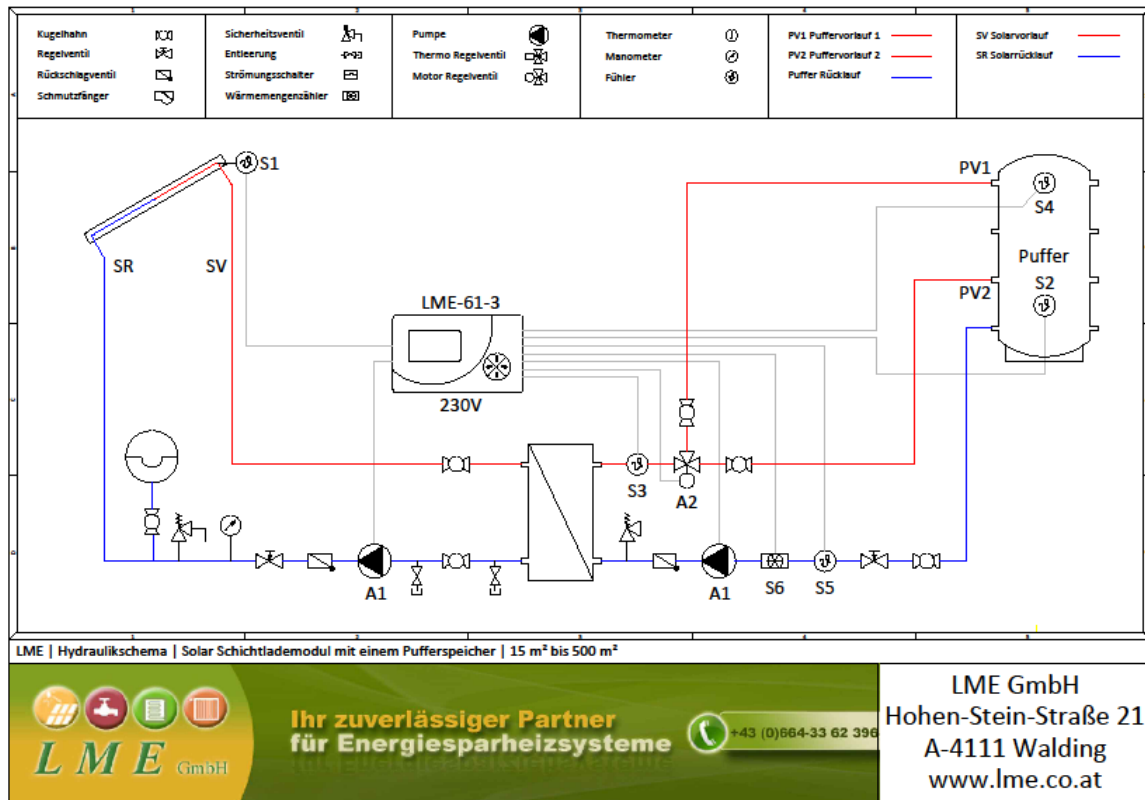 Kugelhahn
Regelventil
Rückschlagventil
Schmutzfänger
Sicherheitsventil
Entleerung
Strömungsschalter
Wärmemengenzähler
Pumpe
Thermo Regelventil
Motor Regelventil
Thermometer
Manometer
Fühler
PV1 Puffervorlauf 1
PV2 Puffervorlauf 2
Puffer Rücklauf
SV Solarvorlauf
SR Solarrücklauf
S1
PV1
S4
SR
SV
Puffer
S2
PV2
LME-61-3
230V
S3
A2
A1
A1
S6
S5
LME | Hydraulikschema | Solar Schichtlademodul mit einem Pufferspeicher | 15 m² bis 500 m²
LME GmbH
Ihr zuverlässiger Partner
für Energiesparheizsysteme
+43 (0)664-33 62 396
LME GmbH
Hohen-Stein-Straße 21
A-4111 Walding
www.lme.co.at